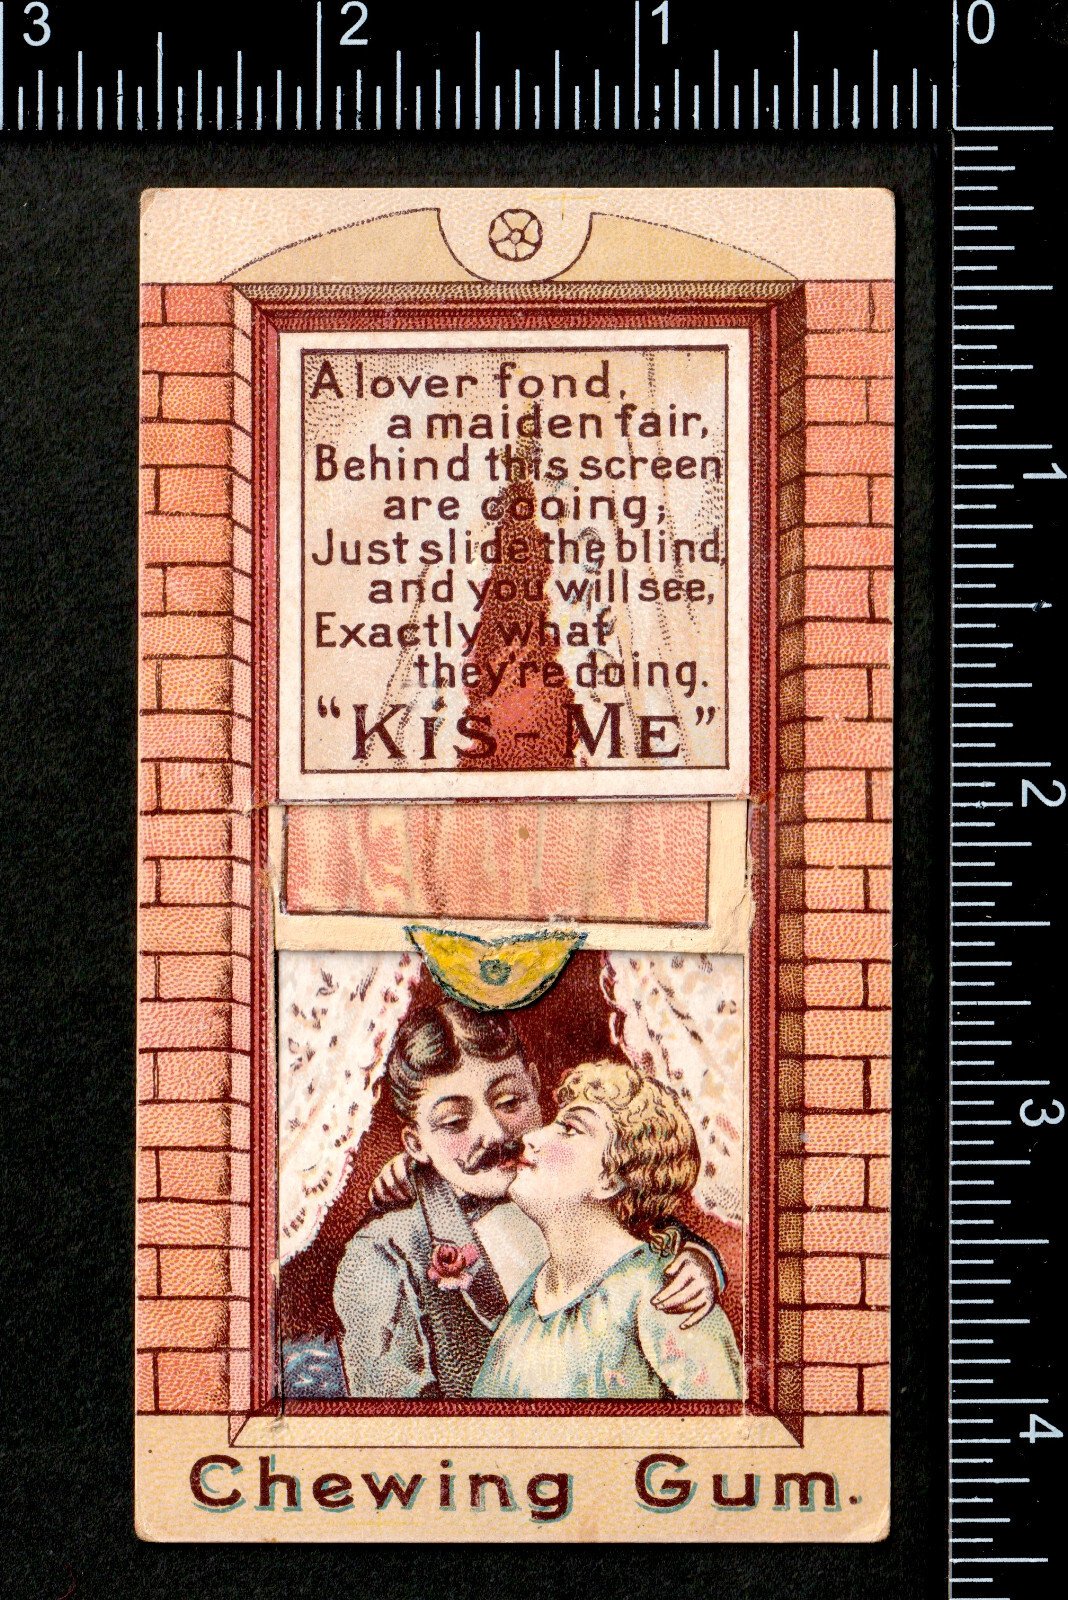 3 2 1 0
A lover fond,
a maiden fair,
Behind this screen
are cooing;
Just slide the blind,
and you will see,
Exactly what
they're doing.
"KIS-ME"
Chewing Gum.
1
2
3
4